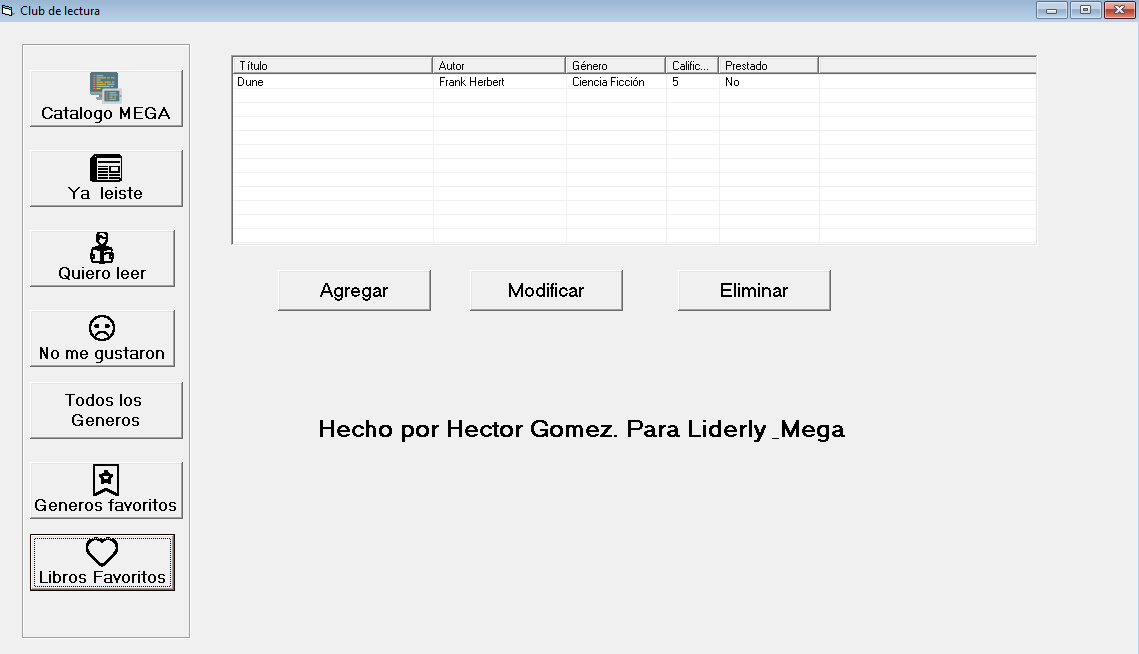 Club de lectura
Título Autor Género Calific... Prestado
Dune Frank Herbert Ciencia Ficción 5 No
Catalogo MEGA
Ya leiste
Quiero leer
No me gustaron
Todos los
Generos
Generos favoritos
Libros Favoritos
Agregar Modificar Eliminar
Hecho por Hector Gomez. Para Liderly _Mega